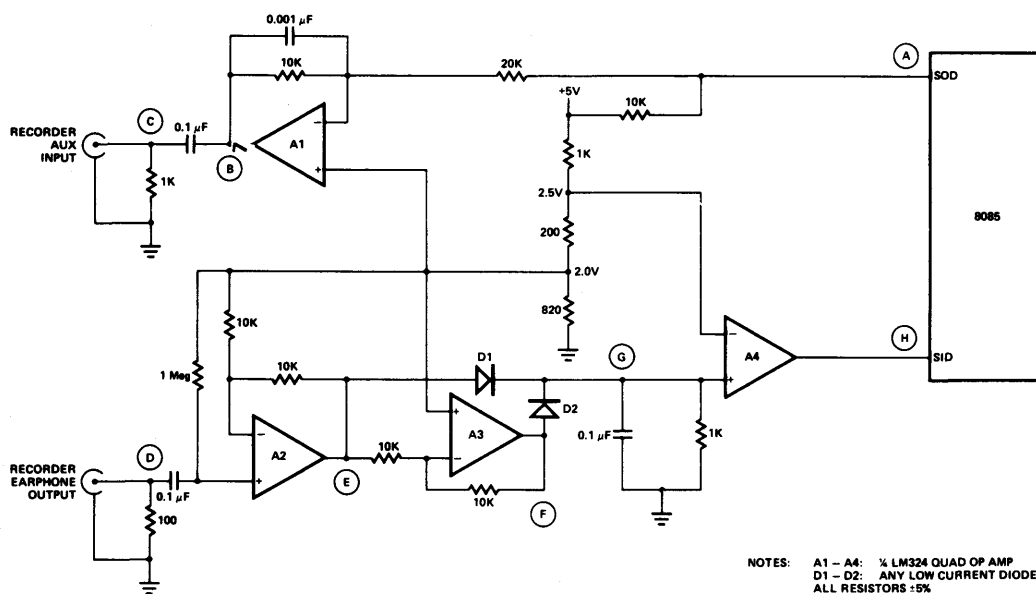 0.001 µF
10K
20K
A
SOD
+5V
10K
C
RECORDER
AUX
INPUT
0.1 µF
A1
−
+
B
1K
1K
2.5V
8085
200
2.0V
10K
820
1 Meg
10K
D1
G
A4
−
+
H
SID
D2
A3
+
−
0.1 µF
1K
D
RECORDER
EARPHONE
OUTPUT
0.1 µF
A2
−
+
10K
E
10K
F
100
NOTES: A1 – A4: ¼ LM324 QUAD OP AMP
D1 – D2: ANY LOW CURRENT DIODE
ALL RESISTORS ±5%